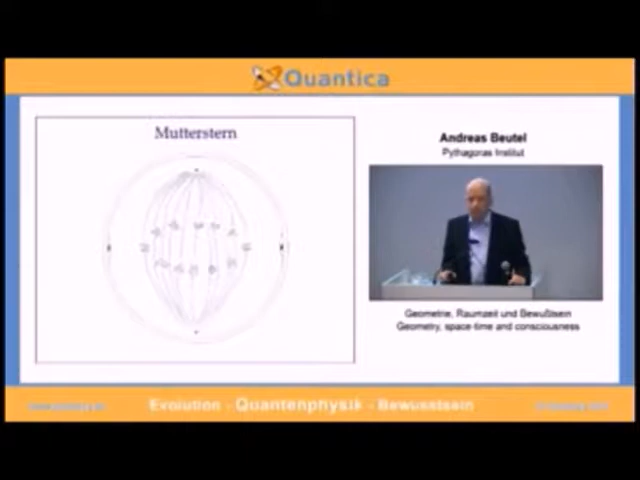 Quantica
Mutterstern
Andreas Beutel
Pythagoras Institut
Geometrie, Raumzeit und Bewußtsein
Geometry, space-time and consciousness
Evolution - Quantenphysik - Bewusstsein